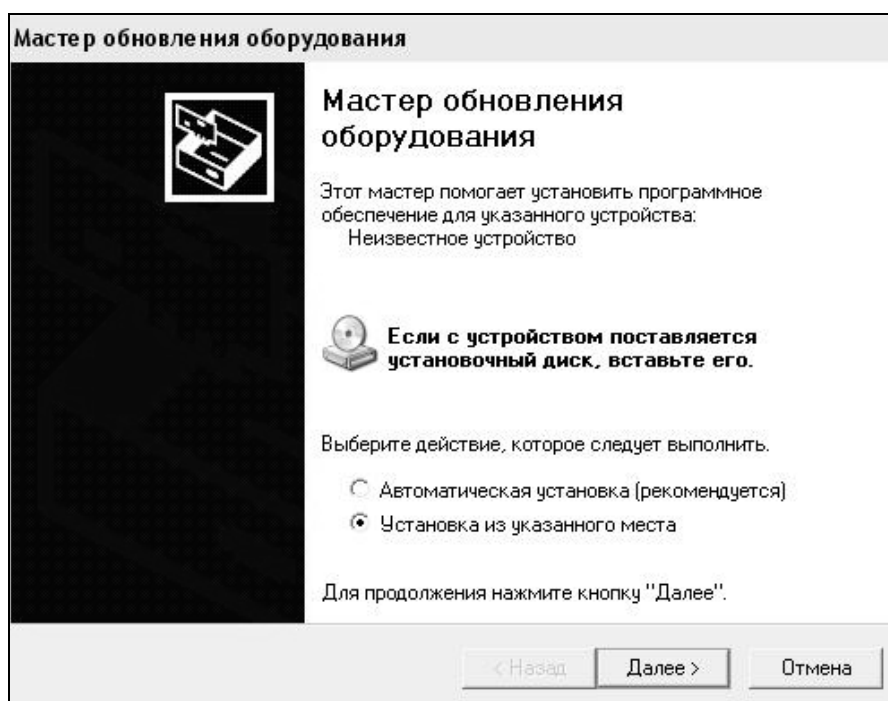 Мастер обновления оборудования
Мастер обновления
оборудования
Этот мастер помогает установить программное
обеспечение для указанного устройства:
Неизвестное устройство
Если с устройством поставляется
установочный диск, вставьте его.
Выберите действие, которое следует выполнить.
Автоматическая установка (рекомендуется)
Установка из указанного места
Для продолжения нажмите кнопку "Далее".
< Назад Далее > Отмена